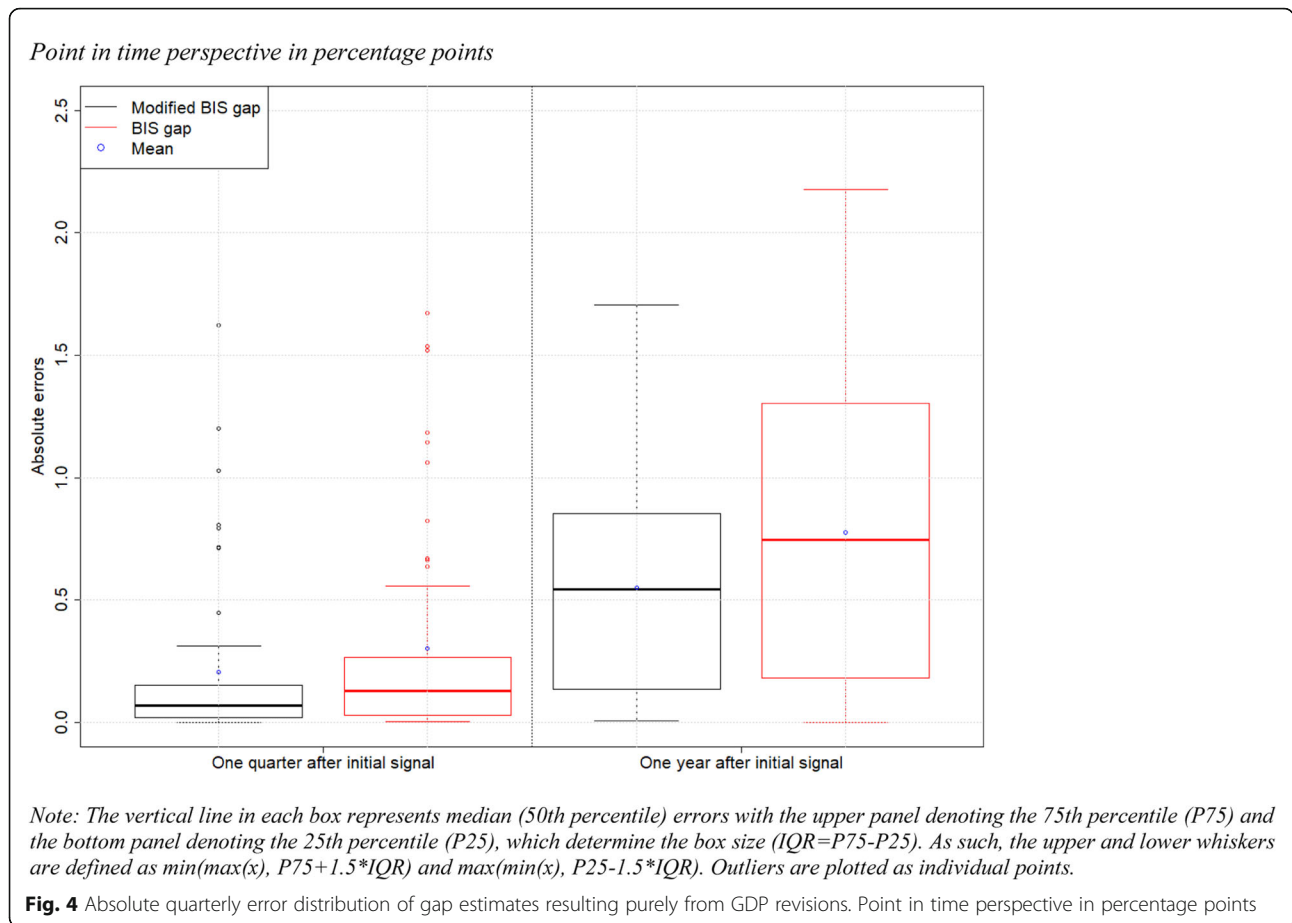 Point in time perspective in percentage points
Modified BIS gap
BIS gap
Mean
2.5
2.0
1.5
1.0
0.5
0.0
Absolute errors
One quarter after initial signal
One year after initial signal
Note: The vertical line in each box represents median (50th percentile) errors with the upper panel denoting the 75th percentile (P75) and
the bottom panel denoting the 25th percentile (P25), which determine the box size (IQR=P75-P25). As such, the upper and lower whiskers
are defined as min(max(x), P75+1.5*IQR) and max(min(x), P25-1.5*IQR). Outliers are plotted as individual points.
Fig. 4 Absolute quarterly error distribution of gap estimates resulting purely from GDP revisions. Point in time perspective in percentage points